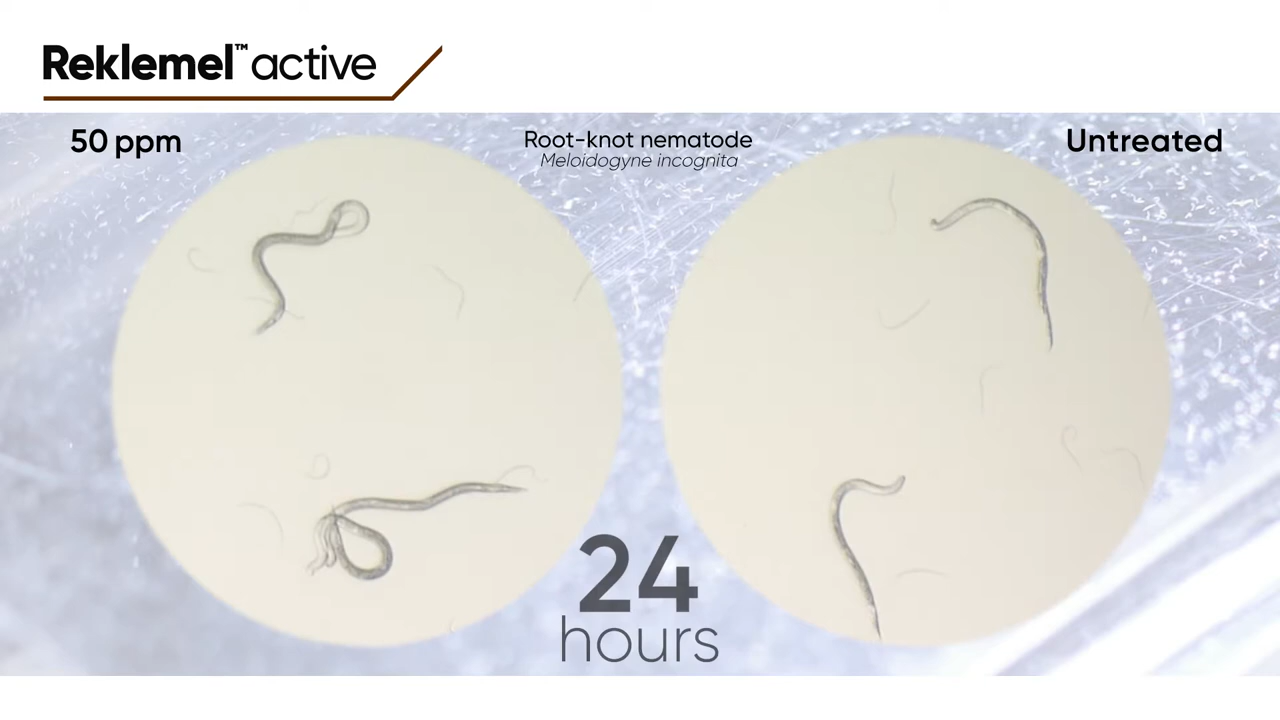 Reklemel™ active
50 ppm
Root-knot nematode
Meloidogyne incognita
Untreated
24
hours